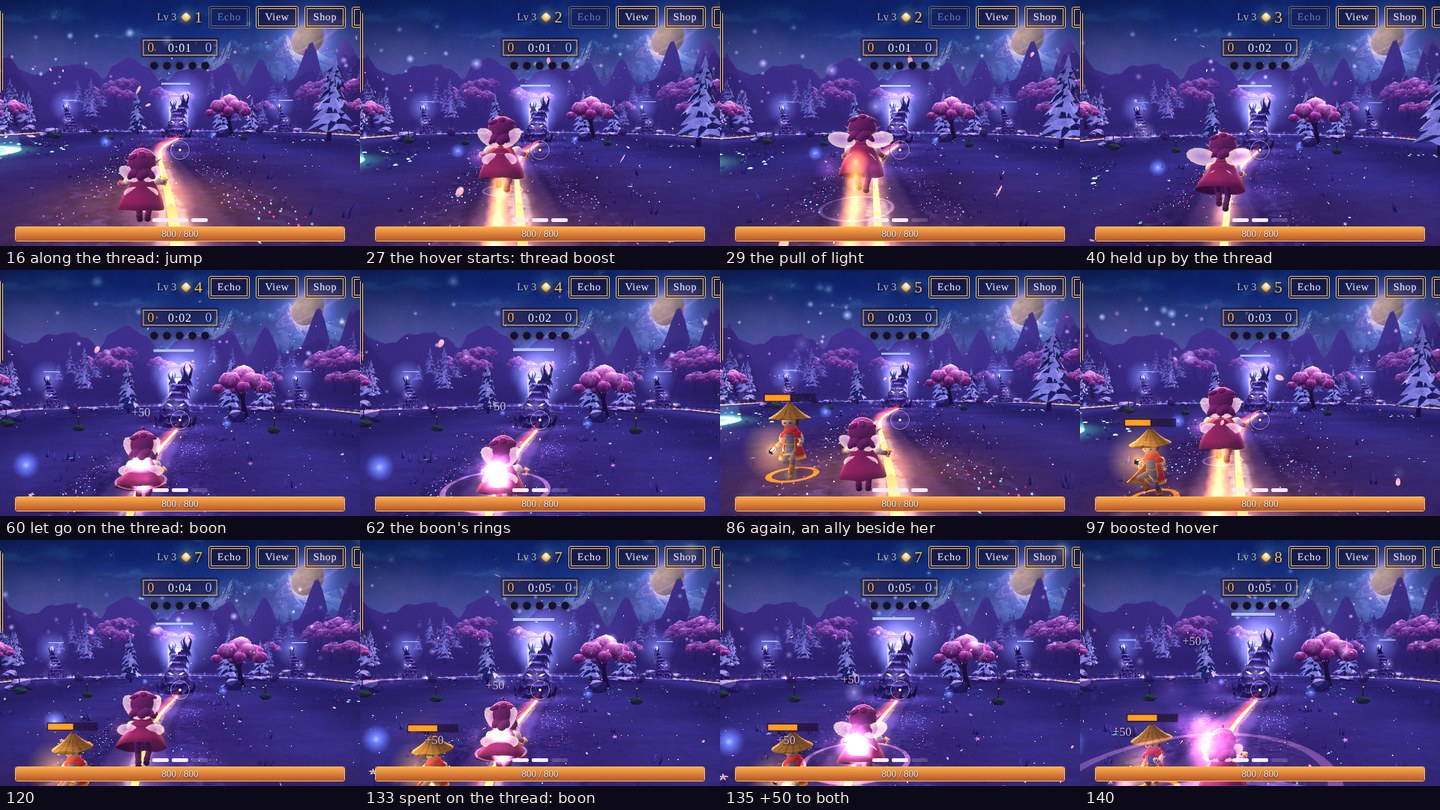 Lv 3 1 Echo View Shop
0 0:01 0
800 / 800
16 along the thread: jump
Lv 3 2 Echo View Shop
0 0:01 0
800 / 800
27 the hover starts: thread boost
Lv 3 2 Echo View Shop
0 0:01 0
800 / 800
29 the pull of light
Lv 3 3 Echo View Shop
0 0:02 0
800 / 800
40 held up by the thread
Lv 3 4 Echo View Shop
0 0:02 0
+50
800 / 800
60 let go on the thread: boon
Lv 3 4 Echo View Shop
0 0:02 0
+50
800 / 800
62 the boon's rings
Lv 3 5 Echo View Shop
0 0:03 0
800 / 800
86 again, an ally beside her
Lv 3 5 Echo View Shop
0 0:03 0
800 / 800
97 boosted hover
Lv 3 7 Echo View Shop
0 0:04 0
800 / 800
120
Lv 3 7 Echo View Shop
0 0:05 0
+50
+50
800 / 800
133 spent on the thread: boon
Lv 3 7 Echo View Shop
0 0:05 0
+50
+50
800 / 800
135 +50 to both
Lv 3 8 Echo View Shop
0 0:05 0
+50
+50
800 / 800
140